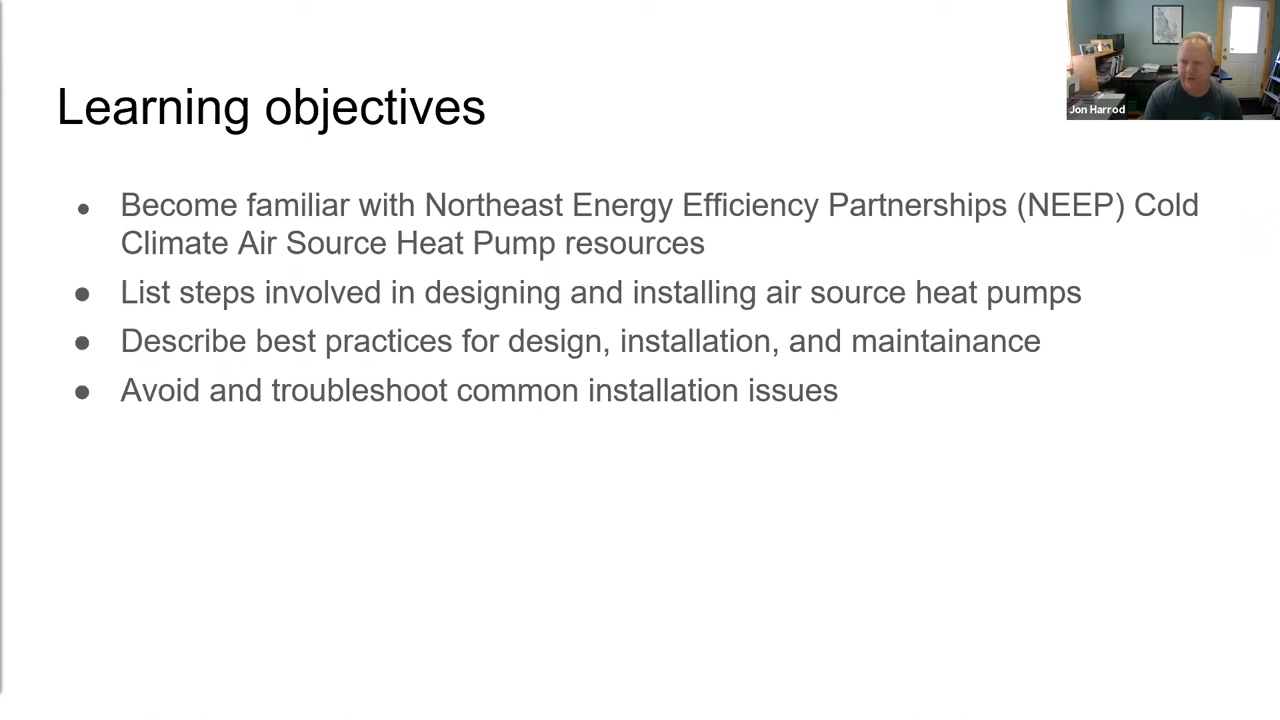 Jon Harrod
Learning objectives
● Become familiar with Northeast Energy Efficiency Partnerships (NEEP) Cold
Climate Air Source Heat Pump resources
● List steps involved in designing and installing air source heat pumps
● Describe best practices for design, installation, and maintainance
● Avoid and troubleshoot common installation issues